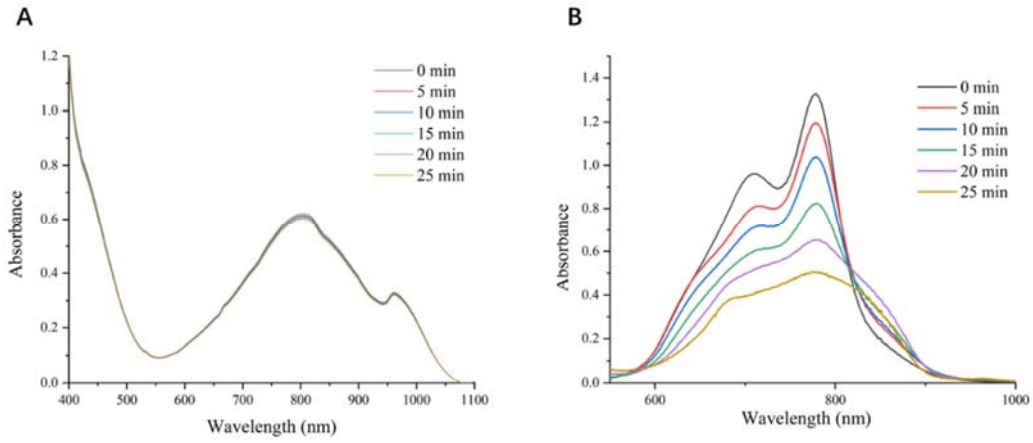 A
B
1.2
1.0
0.8
0.6
0.4
0.2
0.0
Absorbance
0 min
5 min
10 min
15 min
20 min
25 min
400 500 600 700 800 900 1000 1100
Wavelength (nm)
1.4
1.2
1.0
0.8
0.6
0.4
0.2
0.0
Absorbance
0 min
5 min
10 min
15 min
20 min
25 min
600 800 1000
Wavelength (nm)